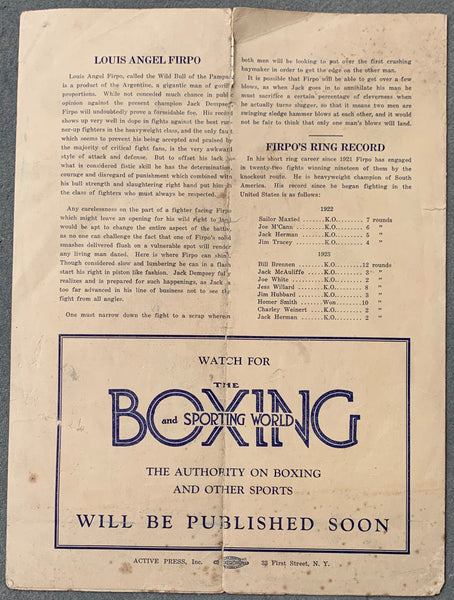 LOUIS ANGEL FIRPO
Louis Angel Firpo, called the Wild Bull of the Pampas
is a product of the Argentine, a gigantic man of
proportions. While not conceded much chance in public
opinion against the present champion Jack Dempsey,
Firpo will undoubtedly prove a formidable foe. His record
shows up very well in dope in fights against the best run-
ner-up fighters in the heavyweight class, and the only fault
which seems to prevent his being accepted and praised by
the majority of critical fight fans, is the very awkward
style of attack and defense. But to offset his lack of
what is considered fistic skill he has the determination,
courage and disregard of punishment which combined with
his bull strength and slaughtering right hand put him in
the class of fighters who must always be respected.
Any carelessness on the part of a fighter facing Firpo
which might leave an opening for his wild right to land
would be apt to change the entire aspect of the battle,
as no one can challenge the fact that one of Firpo's solid
smashes delivered flush on a vulnerable spot will render
any living man dazed. Here is where Firpo can shine.
Though considered slow and lumbering he can in a flash
start his right in piston like fashion. Jack Dempsey fully
realizes and is prepared for such happenings, as Jack is
too far advanced in his line of business not to see the
fight from all angles.
One must narrow down the fight to a scrap wherein
both men will be looking to put over the first crushing
haymaker in order to get the edge on the other man.
It is possible that Firpo will be able to get over a few
blows, as when Jack goes in to annihilate his man he
must sacrifice a certain percentage of cleverness when
he actually turns slugger, so that it means two men are
swinging sledge hammer blows at each other, and it would
not be fair to think that only one man's blows will land.
FIRPO'S RING RECORD
In his short ring career since 1921 Firpo has engaged
in twenty-two fights winning nineteen of them by the
knockout route. He is heavyweight champion of South
America. His record since he began fighting in the
United States is as follows:
1922
Sailor Maxted ......K.O................ 7 rounds
Joe M'Cann ........K.O................ 6 "
Jack Herman .......K.O................ 5 "
Jim Tracey .........K.O................ 4 "
1923
Bill Brennen ........K.O................12 rounds
Jack McAuliffe .....K.O................ 3 "
Joe White ..........K.O................ 2 "
Jess Willard ........K.O................ 8 "
Jim Hubbard .......K.O................ 3 "
Homer Smith ......Won................10 "
Charley Weinert ....K.O................ 2 "
Jack Herman .......K.O................ 2 "
WATCH FOR
THE
BOXING
and SPORTING WORLD
THE AUTHORITY ON BOXING
AND OTHER SPORTS
WILL BE PUBLISHED SOON
ACTIVE PRESS, Inc. 33 First Street, N. Y.